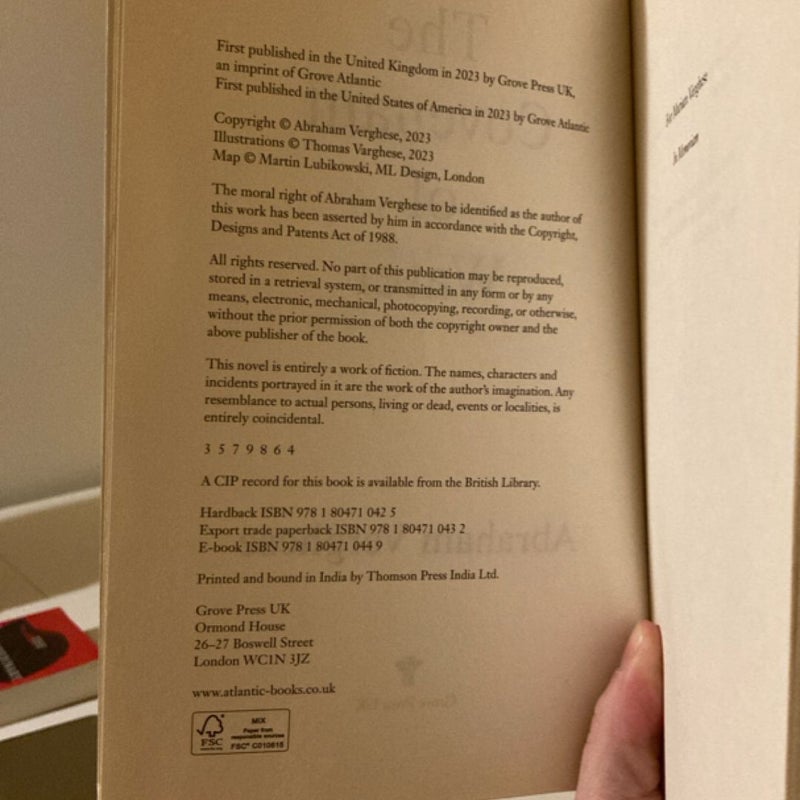 First published in the United Kingdom in 2023 by Grove Press UK,
an imprint of Grove Atlantic
First published in the United States of America in 2023 by Grove Atlantic
Copyright © Abraham Verghese, 2023
Illustrations © Thomas Varghese, 2023
Map © Martin Lubikowski, ML Design, London
The moral right of Abraham Verghese to be identified as the author of
this work has been asserted by him in accordance with the Copyright,
Designs and Patents Act of 1988.
All rights reserved. No part of this publication may be reproduced,
stored in a retrieval system, or transmitted in any form or by any
means, electronic, mechanical, photocopying, recording, or otherwise,
without the prior permission of both the copyright owner and the
above publisher of the book.
This novel is entirely a work of fiction. The names, characters and
incidents portrayed in it are the work of the author's imagination. Any
resemblance to actual persons, living or dead, events or localities, is
entirely coincidental.
3 5 7 9 8 6 4
A CIP record for this book is available from the British Library.
Hardback ISBN 978 1 80471 042 5
Export trade paperback ISBN 978 1 80471 043 2
E-book ISBN 978 1 80471 044 9
Printed and bound in India by Thomson Press India Ltd.
Grove Press UK
Ormond House
26–27 Boswell Street
London WC1N 3JZ
www.atlantic-books.co.uk
FSC
MIX
Paper from
responsible sources
FSC® C010615
For Mariam Verghese
In Memoriam